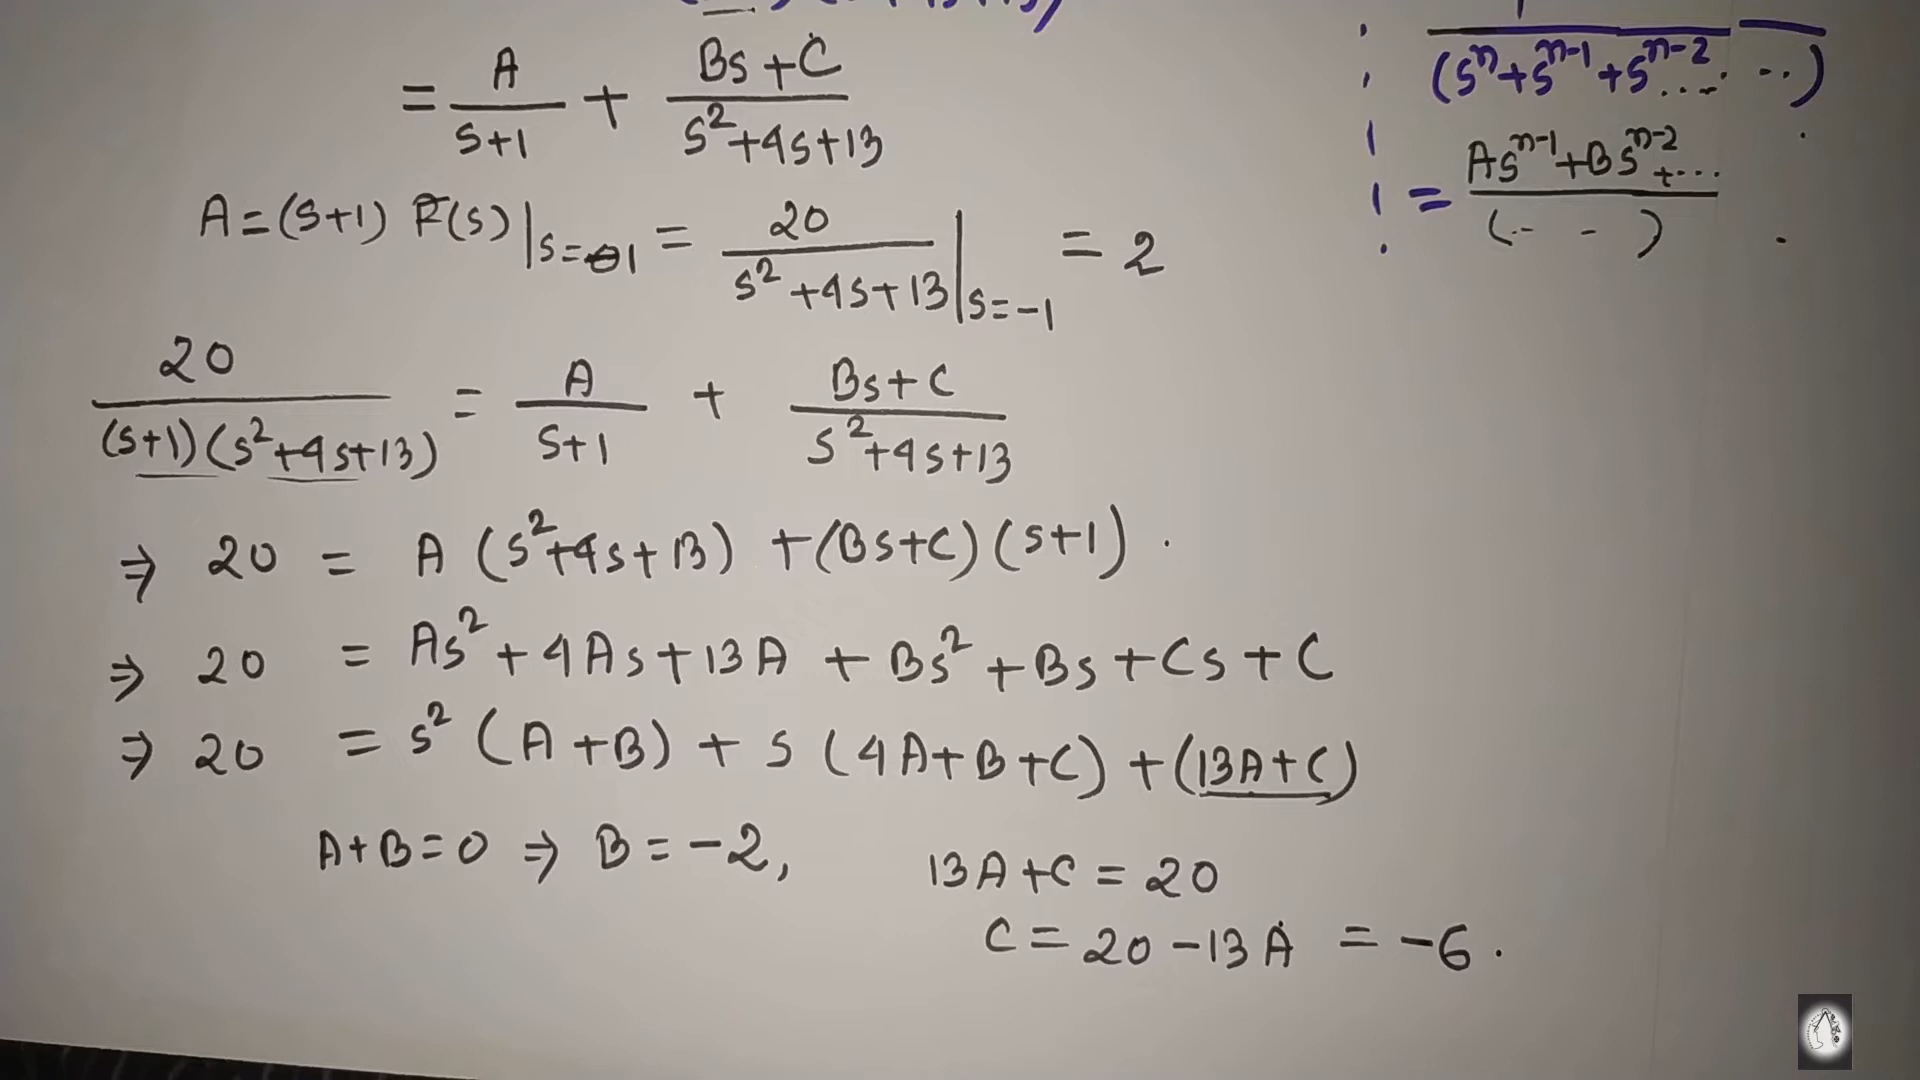 = A/(s+1) + (Bs+C)/(s²+4s+13)
A = (s+1) F(s)|s=-1 = 20/(s²+4s+13)|s=-1 = 2
20/((s+1)(s²+4s+13)) = A/(s+1) + (Bs+C)/(s²+4s+13)
⇒ 20 = A (s²+4s+13) + (Bs+C)(s+1).
⇒ 20 = As²+4As+13A + Bs²+Bs+Cs+C
⇒ 20 = s²(A+B) + s(4A+B+C) + (13A+C)
A+B=0 ⇒ B=-2, 13A+C = 20
C = 20-13A = -6.
(sⁿ+sⁿ⁻¹+sⁿ⁻²..... ...)
= (Asⁿ⁻¹+Bsⁿ⁻²+...)/(.. - )